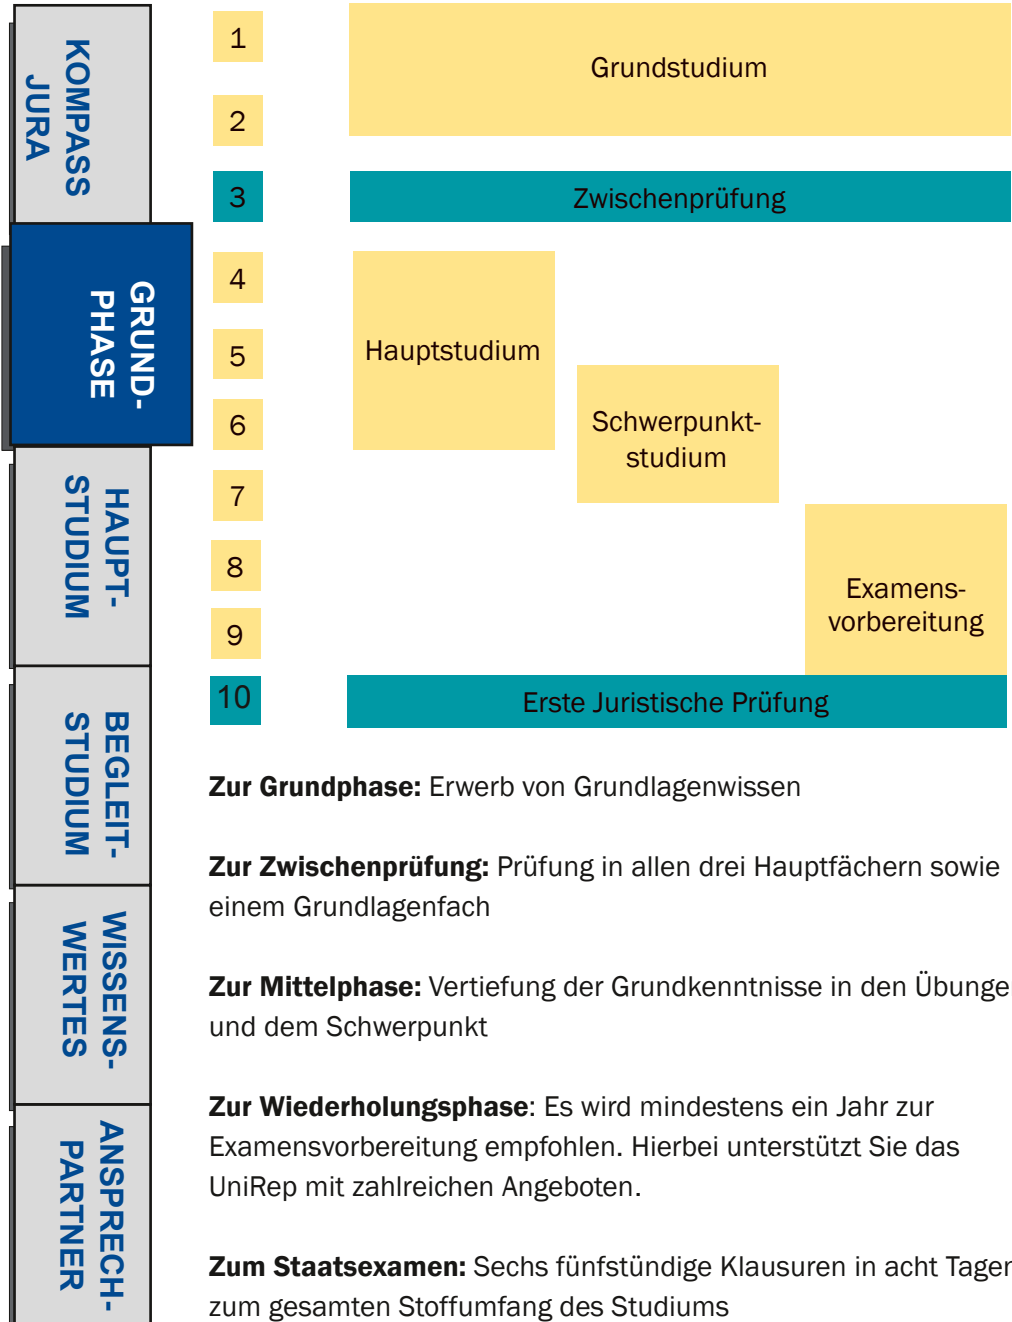 KOMPASS
JURA
GRUND-
PHASE
HAUPT-
STUDIUM
BEGLEIT-
STUDIUM
WISSENS-
WERTES
ANSPRECH-
PARTNER
1
Grundstudium
2
3
Zwischenprüfung
4
5
Hauptstudium
6
Schwerpunkt-
studium
7
8
Examens-
vorbereitung
9
10
Erste Juristische Prüfung
Zur Grundphase: Erwerb von Grundlagenwissen
Zur Zwischenprüfung: Prüfung in allen drei Hauptfächern sowie
einem Grundlagenfach
Zur Mittelphase: Vertiefung der Grundkenntnisse in den Übunge
und dem Schwerpunkt
Zur Wiederholungsphase: Es wird mindestens ein Jahr zur
Examensvorbereitung empfohlen. Hierbei unterstützt Sie das
UniRep mit zahlreichen Angeboten.
Zum Staatsexamen: Sechs fünfstündige Klausuren in acht Tagen
zum gesamten Stoffumfang des Studiums